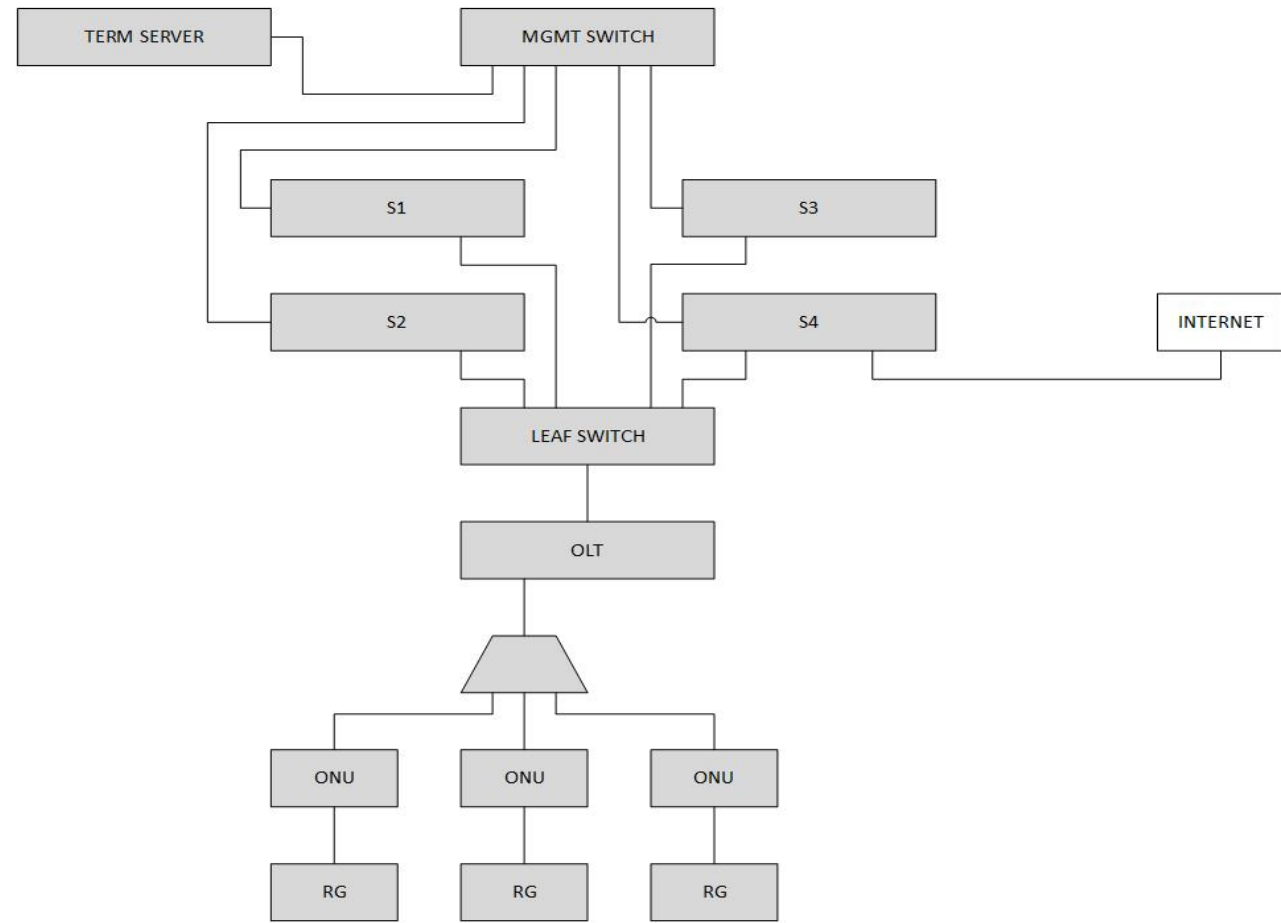 TERM SERVER
MGMT SWITCH
S1
S3
S2
S4
INTERNET
LEAF SWITCH
OLT
ONU
ONU
ONU
RG
RG
RG